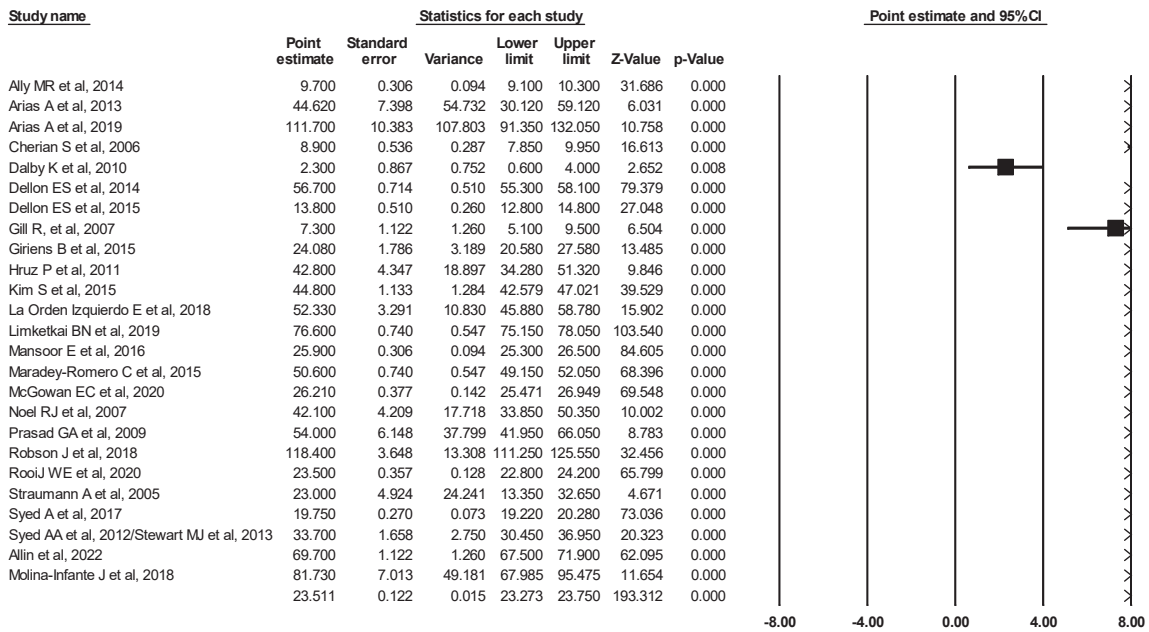 Study name Statistics for each study Point estimate and 95%CI
Point Standard Lower Upper
estimate error Variance limit limit Z-Value p-Value
Ally MR et al, 2014 9.700 0.306 0.094 9.100 10.300 31.686 0.000
Arias A et al, 2013 44.620 7.398 54.732 30.120 59.120 6.031 0.000
Arias A et al, 2019 111.700 10.383 107.803 91.350 132.050 10.758 0.000
Cherian S et al, 2006 8.900 0.536 0.287 7.850 9.950 16.613 0.000
Dalby K et al, 2010 2.300 0.867 0.752 0.600 4.000 2.652 0.008
Dellon ES et al, 2014 56.700 0.714 0.510 55.300 58.100 79.379 0.000
Dellon ES et al, 2015 13.800 0.510 0.260 12.800 14.800 27.048 0.000
Gill R, et al, 2007 7.300 1.122 1.260 5.100 9.500 6.504 0.000
Giriens B et al, 2015 24.080 1.786 3.189 20.580 27.580 13.485 0.000
Hruz P et al, 2011 42.800 4.347 18.897 34.280 51.320 9.846 0.000
Kim S et al, 2015 44.800 1.133 1.284 42.579 47.021 39.529 0.000
La Orden Izquierdo E et al, 2018 52.330 3.291 10.830 45.880 58.780 15.902 0.000
Limketkai BN et al, 2019 76.600 0.740 0.547 75.150 78.050 103.540 0.000
Mansoor E et al, 2016 25.900 0.306 0.094 25.300 26.500 84.605 0.000
Maradey-Romero C et al, 2015 50.600 0.740 0.547 49.150 52.050 68.396 0.000
McGowan EC et al, 2020 26.210 0.377 0.142 25.471 26.949 69.548 0.000
Noel RJ et al, 2007 42.100 4.209 17.718 33.850 50.350 10.002 0.000
Prasad GA et al, 2009 54.000 6.148 37.799 41.950 66.050 8.783 0.000
Robson J et al, 2018 118.400 3.648 13.308 111.250 125.550 32.456 0.000
RooiJ WE et al, 2020 23.500 0.357 0.128 22.800 24.200 65.799 0.000
Straumann A et al, 2005 23.000 4.924 24.241 13.350 32.650 4.671 0.000
Syed A et al, 2017 19.750 0.270 0.073 19.220 20.280 73.036 0.000
Syed AA et al, 2012/Stewart MJ et al, 2013 33.700 1.658 2.750 30.450 36.950 20.323 0.000
Allin et al, 2022 69.700 1.122 1.260 67.500 71.900 62.095 0.000
Molina-Infante J et al, 2018 81.730 7.013 49.181 67.985 95.475 11.654 0.000
23.511 0.122 0.015 23.273 23.750 193.312 0.000
-8.00 -4.00 0.00 4.00 8.00